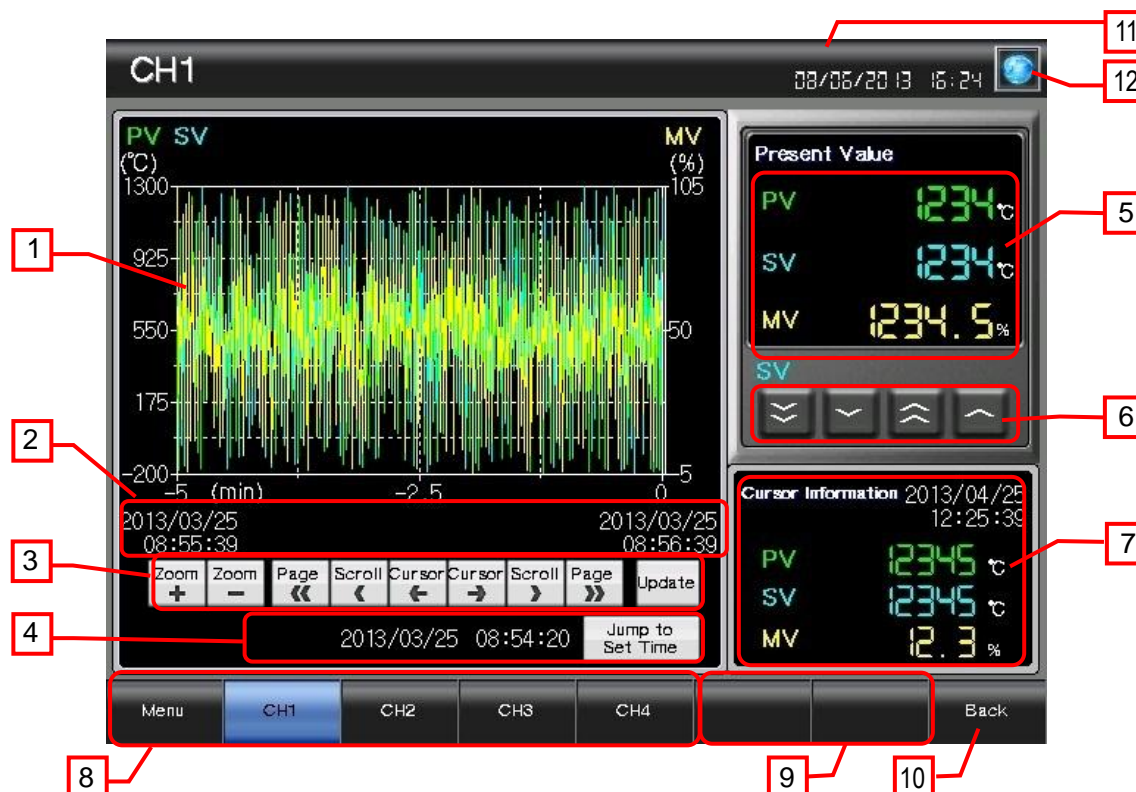 11
CH1
08/06/2013 16:24
12
PV SV MV
(℃) (%)
1300 105
925
550 50
175
-200 -5
-5 (min) -2.5 0
1
2
2013/03/25 2013/03/25
08:55:39 08:56:39
3
Zoom + Zoom - Page « Scroll ‹ Cursor ← Cursor → Scroll › Page » Update
4
2013/03/25 08:54:20 Jump to Set Time
Present Value
PV 1234 ℃
SV 1234 ℃
MV 1234.5 %
5
SV
6
Cursor Information 2013/04/25
12:25:39
PV 12345 ℃
SV 12345 ℃
MV 12.3 %
7
Menu CH1 CH2 CH3 CH4 Back
8 9 10